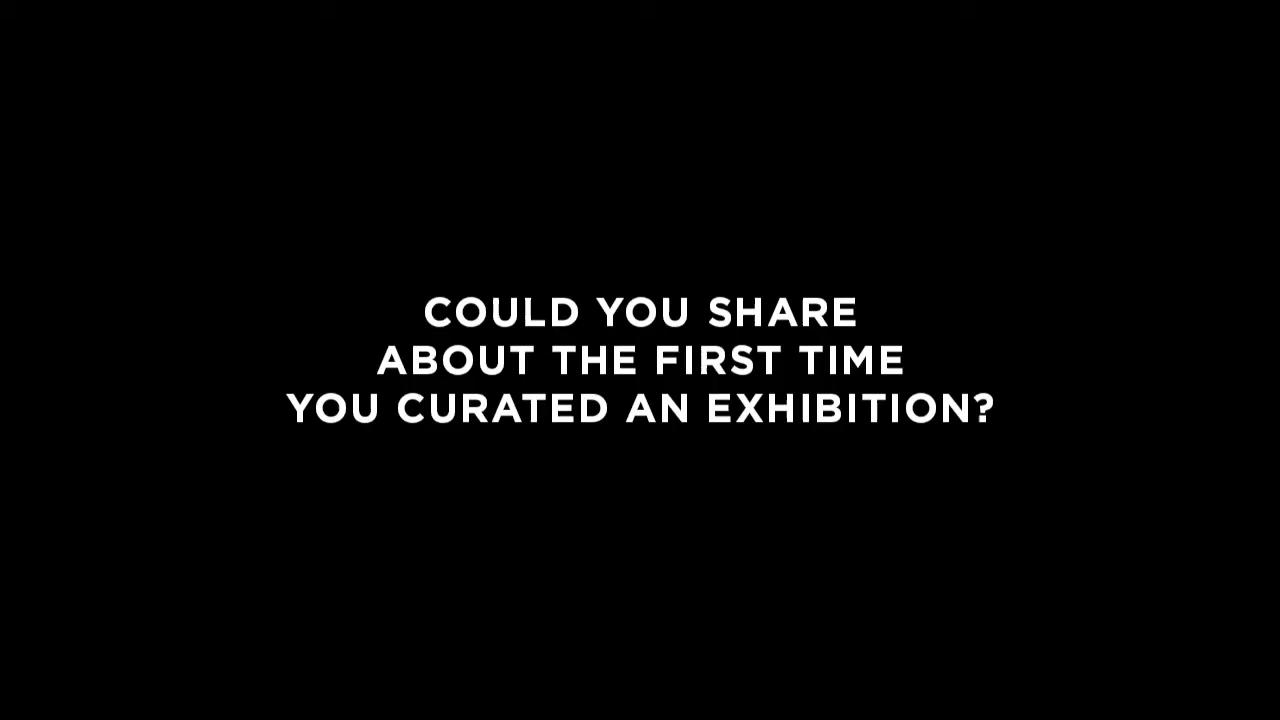 COULD YOU SHARE
ABOUT THE FIRST TIME
YOU CURATED AN EXHIBITION?